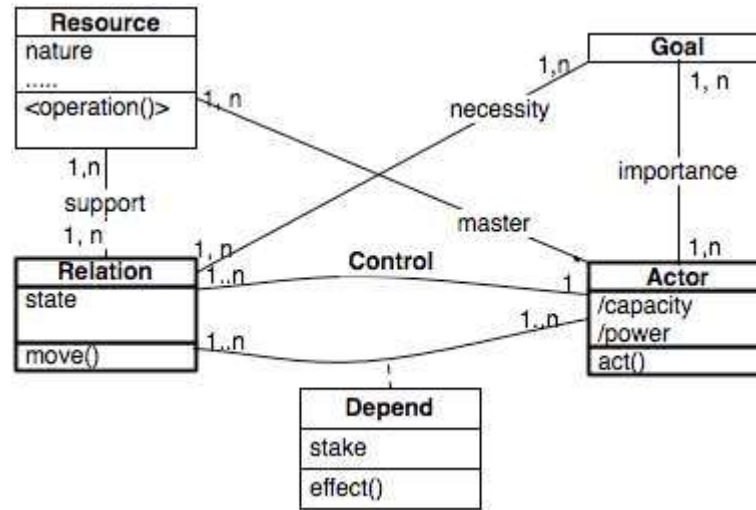 Resource
nature
.....
<operation()>
Goal
1, n
1,n
1, n
necessity
1,n
support
importance
1, n
master
1, n
1,n
Relation
state
move()
1..n
Control
1
Actor
/capacity
/power
act()
1..n
1..n
Depend
stake
effect()